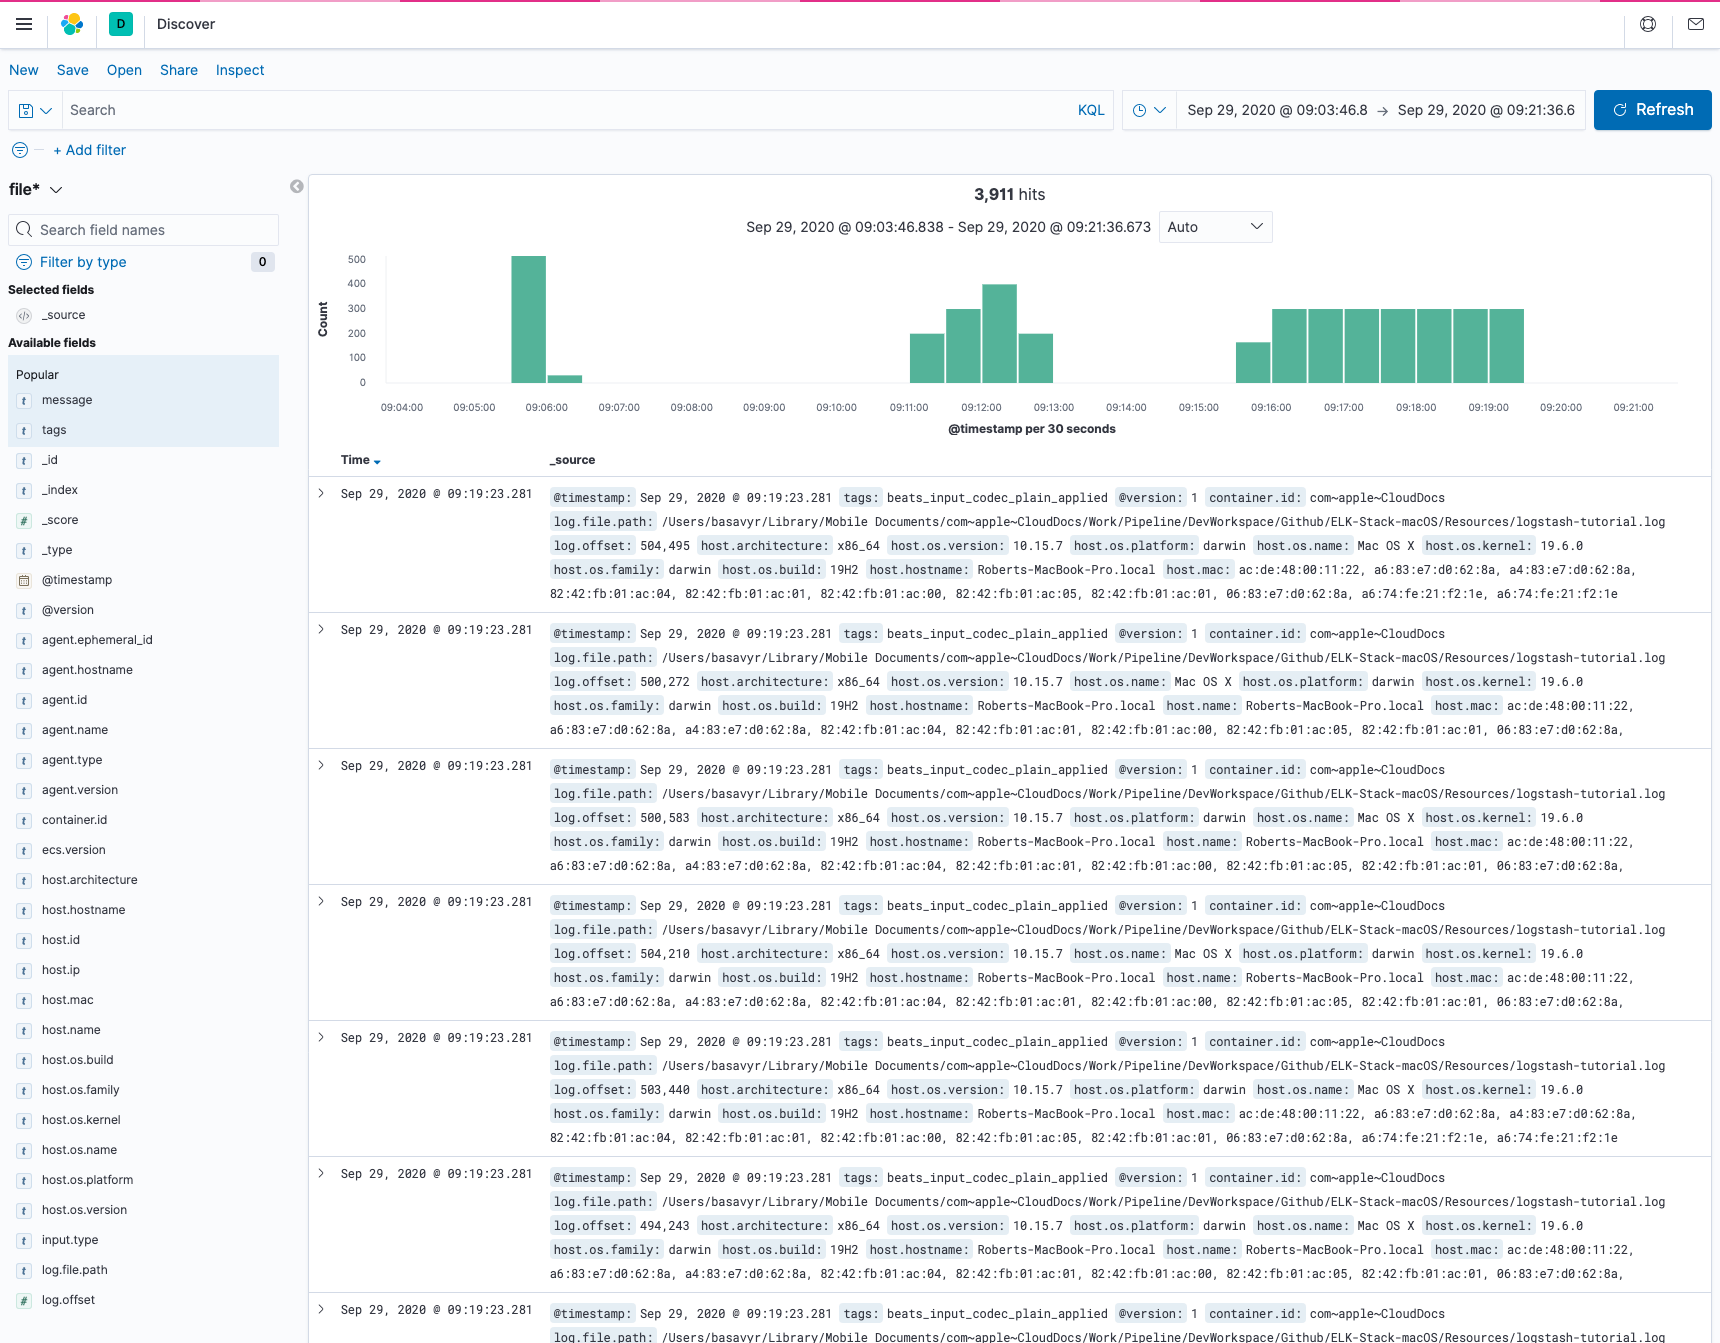 D Discover
New Save Open Share Inspect
Search KQL Sep 29, 2020 @ 09:03:46.8 → Sep 29, 2020 @ 09:21:36.6 Refresh
+ Add filter
file*
Search field names
Filter by type 0
Selected fields
_source
Available fields
Popular
t message
t tags
t _id
t _index
# _score
t _type
@timestamp
t @version
t agent.ephemeral_id
t agent.hostname
t agent.id
t agent.name
t agent.type
t agent.version
t container.id
t ecs.version
t host.architecture
t host.hostname
t host.id
t host.ip
t host.mac
t host.name
t host.os.build
t host.os.family
t host.os.kernel
t host.os.name
t host.os.platform
t host.os.version
t input.type
t log.file.path
# log.offset
3,911 hits
Sep 29, 2020 @ 09:03:46.838 - Sep 29, 2020 @ 09:21:36.673 Auto
Count
500
400
300
200
100
0
09:04:00 09:05:00 09:06:00 09:07:00 09:08:00 09:09:00 09:10:00 09:11:00 09:12:00 09:13:00 09:14:00 09:15:00 09:16:00 09:17:00 09:18:00 09:19:00 09:20:00 09:21:00
@timestamp per 30 seconds
Time _source
Sep 29, 2020 @ 09:19:23.281 @timestamp: Sep 29, 2020 @ 09:19:23.281 tags: beats_input_codec_plain_applied @version: 1 container.id: com~apple~CloudDocs
log.file.path: /Users/basavyr/Library/Mobile Documents/com~apple~CloudDocs/Work/Pipeline/DevWorkspace/Github/ELK-Stack-macOS/Resources/logstash-tutorial.log
log.offset: 504,495 host.architecture: x86_64 host.os.version: 10.15.7 host.os.platform: darwin host.os.name: Mac OS X host.os.kernel: 19.6.0
host.os.family: darwin host.os.build: 19H2 host.hostname: Roberts-MacBook-Pro.local host.mac: ac:de:48:00:11:22, a6:83:e7:d0:62:8a, a4:83:e7:d0:62:8a,
82:42:fb:01:ac:04, 82:42:fb:01:ac:01, 82:42:fb:01:ac:00, 82:42:fb:01:ac:05, 82:42:fb:01:ac:01, 06:83:e7:d0:62:8a, a6:74:fe:21:f2:1e, a6:74:fe:21:f2:1e
Sep 29, 2020 @ 09:19:23.281 @timestamp: Sep 29, 2020 @ 09:19:23.281 tags: beats_input_codec_plain_applied @version: 1 container.id: com~apple~CloudDocs
log.file.path: /Users/basavyr/Library/Mobile Documents/com~apple~CloudDocs/Work/Pipeline/DevWorkspace/Github/ELK-Stack-macOS/Resources/logstash-tutorial.log
log.offset: 500,272 host.architecture: x86_64 host.os.version: 10.15.7 host.os.name: Mac OS X host.os.platform: darwin host.os.kernel: 19.6.0
host.os.family: darwin host.os.build: 19H2 host.hostname: Roberts-MacBook-Pro.local host.name: Roberts-MacBook-Pro.local host.mac: ac:de:48:00:11:22,
a6:83:e7:d0:62:8a, a4:83:e7:d0:62:8a, 82:42:fb:01:ac:04, 82:42:fb:01:ac:01, 82:42:fb:01:ac:00, 82:42:fb:01:ac:05, 82:42:fb:01:ac:01, 06:83:e7:d0:62:8a,
Sep 29, 2020 @ 09:19:23.281 @timestamp: Sep 29, 2020 @ 09:19:23.281 tags: beats_input_codec_plain_applied @version: 1 container.id: com~apple~CloudDocs
log.file.path: /Users/basavyr/Library/Mobile Documents/com~apple~CloudDocs/Work/Pipeline/DevWorkspace/Github/ELK-Stack-macOS/Resources/logstash-tutorial.log
log.offset: 500,583 host.architecture: x86_64 host.os.version: 10.15.7 host.os.platform: darwin host.os.name: Mac OS X host.os.kernel: 19.6.0
host.os.family: darwin host.os.build: 19H2 host.hostname: Roberts-MacBook-Pro.local host.name: Roberts-MacBook-Pro.local host.mac: ac:de:48:00:11:22,
a6:83:e7:d0:62:8a, a4:83:e7:d0:62:8a, 82:42:fb:01:ac:04, 82:42:fb:01:ac:01, 82:42:fb:01:ac:00, 82:42:fb:01:ac:05, 82:42:fb:01:ac:01, 06:83:e7:d0:62:8a,
Sep 29, 2020 @ 09:19:23.281 @timestamp: Sep 29, 2020 @ 09:19:23.281 tags: beats_input_codec_plain_applied @version: 1 container.id: com~apple~CloudDocs
log.file.path: /Users/basavyr/Library/Mobile Documents/com~apple~CloudDocs/Work/Pipeline/DevWorkspace/Github/ELK-Stack-macOS/Resources/logstash-tutorial.log
log.offset: 504,210 host.architecture: x86_64 host.os.version: 10.15.7 host.os.name: Mac OS X host.os.platform: darwin host.os.kernel: 19.6.0
host.os.family: darwin host.os.build: 19H2 host.hostname: Roberts-MacBook-Pro.local host.name: Roberts-MacBook-Pro.local host.mac: ac:de:48:00:11:22,
a6:83:e7:d0:62:8a, a4:83:e7:d0:62:8a, 82:42:fb:01:ac:04, 82:42:fb:01:ac:01, 82:42:fb:01:ac:00, 82:42:fb:01:ac:05, 82:42:fb:01:ac:01, 06:83:e7:d0:62:8a,
Sep 29, 2020 @ 09:19:23.281 @timestamp: Sep 29, 2020 @ 09:19:23.281 tags: beats_input_codec_plain_applied @version: 1 container.id: com~apple~CloudDocs
log.file.path: /Users/basavyr/Library/Mobile Documents/com~apple~CloudDocs/Work/Pipeline/DevWorkspace/Github/ELK-Stack-macOS/Resources/logstash-tutorial.log
log.offset: 503,440 host.architecture: x86_64 host.os.version: 10.15.7 host.os.platform: darwin host.os.name: Mac OS X host.os.kernel: 19.6.0
host.os.family: darwin host.os.build: 19H2 host.hostname: Roberts-MacBook-Pro.local host.mac: ac:de:48:00:11:22, a6:83:e7:d0:62:8a, a4:83:e7:d0:62:8a,
82:42:fb:01:ac:04, 82:42:fb:01:ac:01, 82:42:fb:01:ac:00, 82:42:fb:01:ac:05, 82:42:fb:01:ac:01, 06:83:e7:d0:62:8a, a6:74:fe:21:f2:1e, a6:74:fe:21:f2:1e
Sep 29, 2020 @ 09:19:23.281 @timestamp: Sep 29, 2020 @ 09:19:23.281 tags: beats_input_codec_plain_applied @version: 1 container.id: com~apple~CloudDocs
log.file.path: /Users/basavyr/Library/Mobile Documents/com~apple~CloudDocs/Work/Pipeline/DevWorkspace/Github/ELK-Stack-macOS/Resources/logstash-tutorial.log
log.offset: 494,243 host.architecture: x86_64 host.os.version: 10.15.7 host.os.platform: darwin host.os.name: Mac OS X host.os.kernel: 19.6.0
host.os.family: darwin host.os.build: 19H2 host.hostname: Roberts-MacBook-Pro.local host.name: Roberts-MacBook-Pro.local host.mac: ac:de:48:00:11:22,
a6:83:e7:d0:62:8a, a4:83:e7:d0:62:8a, 82:42:fb:01:ac:04, 82:42:fb:01:ac:01, 82:42:fb:01:ac:00, 82:42:fb:01:ac:05, 82:42:fb:01:ac:01, 06:83:e7:d0:62:8a,
Sep 29, 2020 @ 09:19:23.281 @timestamp: Sep 29, 2020 @ 09:19:23.281 tags: beats_input_codec_plain_applied @version: 1 container.id: com~apple~CloudDocs
log.file.path: /Users/basavyr/Library/Mobile Documents/com~apple~CloudDocs/Work/Pipeline/DevWorkspace/Github/ELK-Stack-macOS/Resources/logstash-tutorial.log